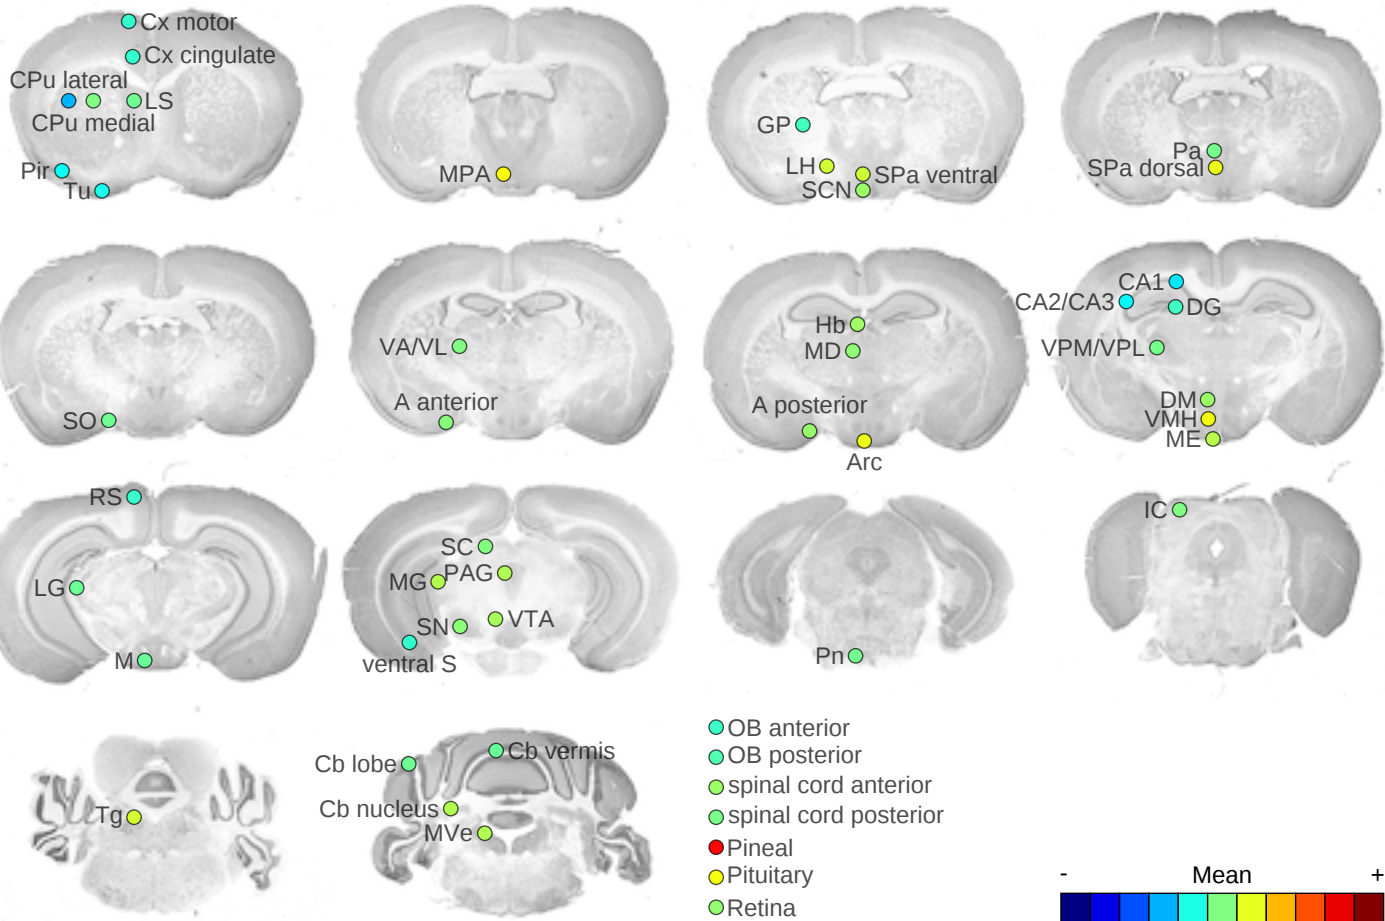 Cx motor
Cx cingulate
CPu lateral
LS
CPu medial
Pir
Tu
MPA
GP
LH
SPa ventral
SCN
Pa
SPa dorsal
SO
VA/VL
A anterior
Hb
MD
A posterior
Arc
CA1
CA2/CA3
DG
VPM/VPL
DM
VMH
ME
RS
LG
M
SC
MG
PAG
SN
VTA
ventral S
Pn
IC
Tg
Cb lobe
Cb vermis
Cb nucleus
MVe
OB anterior
OB posterior
spinal cord anterior
spinal cord posterior
Pineal
Pituitary
Retina
- Mean +